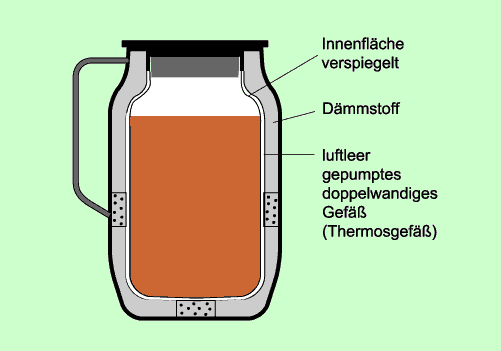 Innenfläche
verspiegelt
Dämmstoff
luftleer
gepumptes
doppelwandiges
Gefäß
(Thermosgefäß)